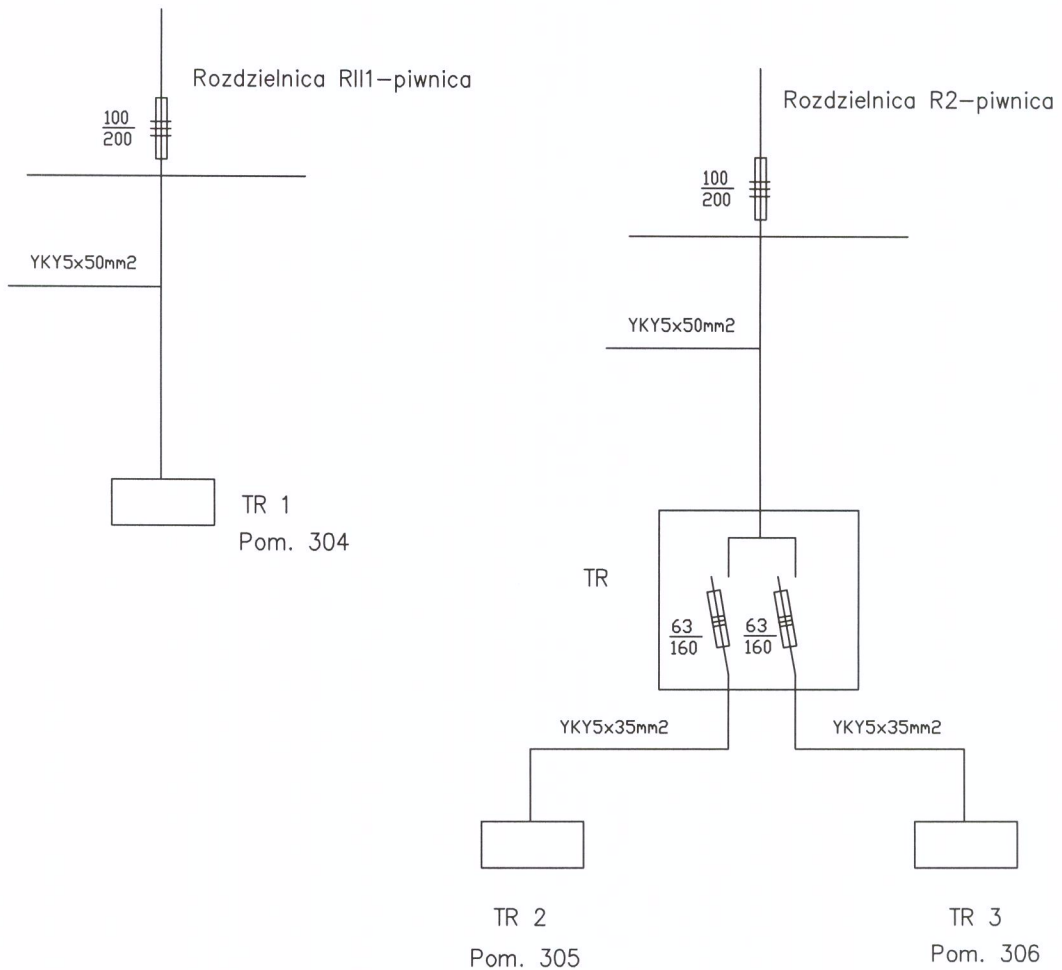 Rozdzielnica RII1-piwnica
100
200
YKY5x50mm2
TR 1
Pom. 304
Rozdzielnica R2-piwnica
100
200
YKY5x50mm2
TR
63
160
63
160
YKY5x35mm2
YKY5x35mm2
TR 2
Pom. 305
TR 3
Pom. 306